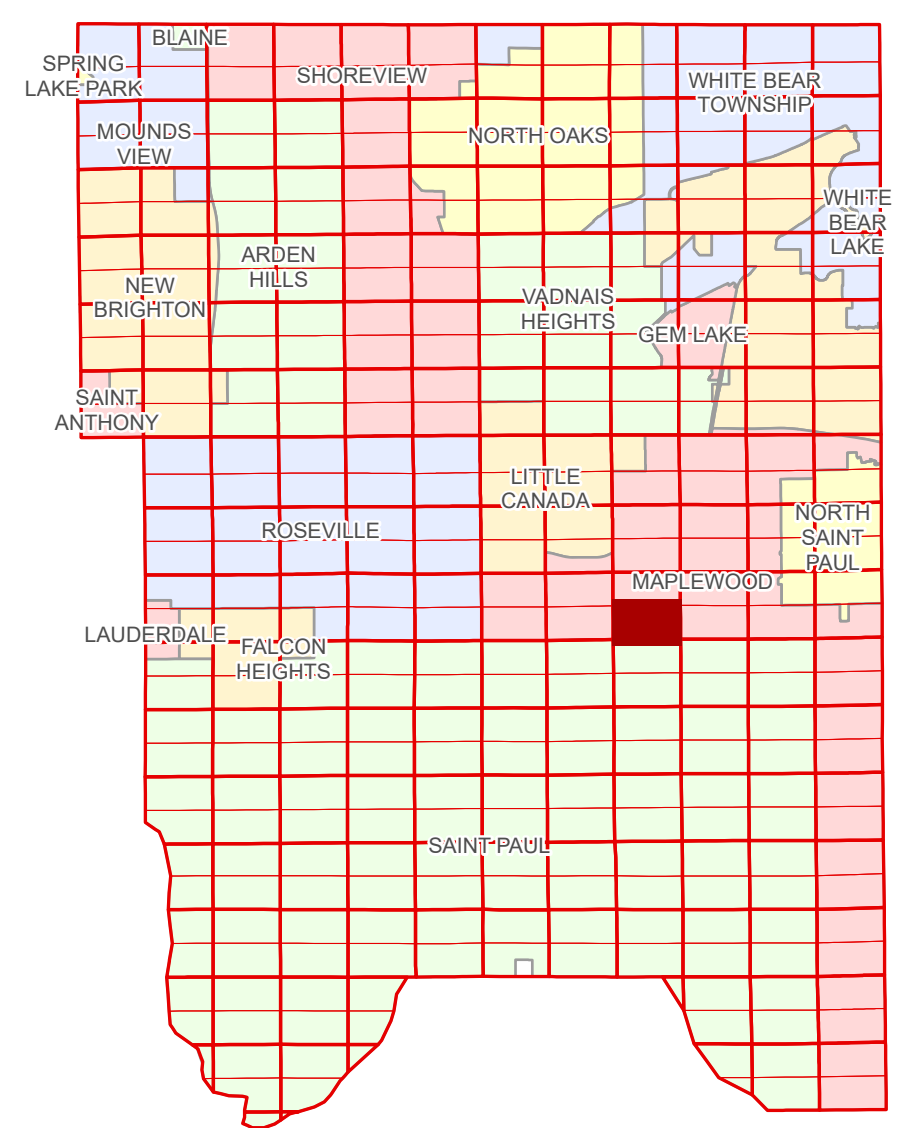 BLAINE
SPRING
LAKE PARK
SHOREVIEW
WHITE BEAR
TOWNSHIP
MOUNDS
VIEW
NORTH OAKS
WHITE
BEAR
LAKE
ARDEN
HILLS
NEW
BRIGHTON
VADNAIS
HEIGHTS
GEM LAKE
SAINT
ANTHONY
LITTLE
CANADA
ROSEVILLE
NORTH
SAINT
PAUL
MAPLEWOOD
LAUDERDALE
FALCON
HEIGHTS
SAINT PAUL